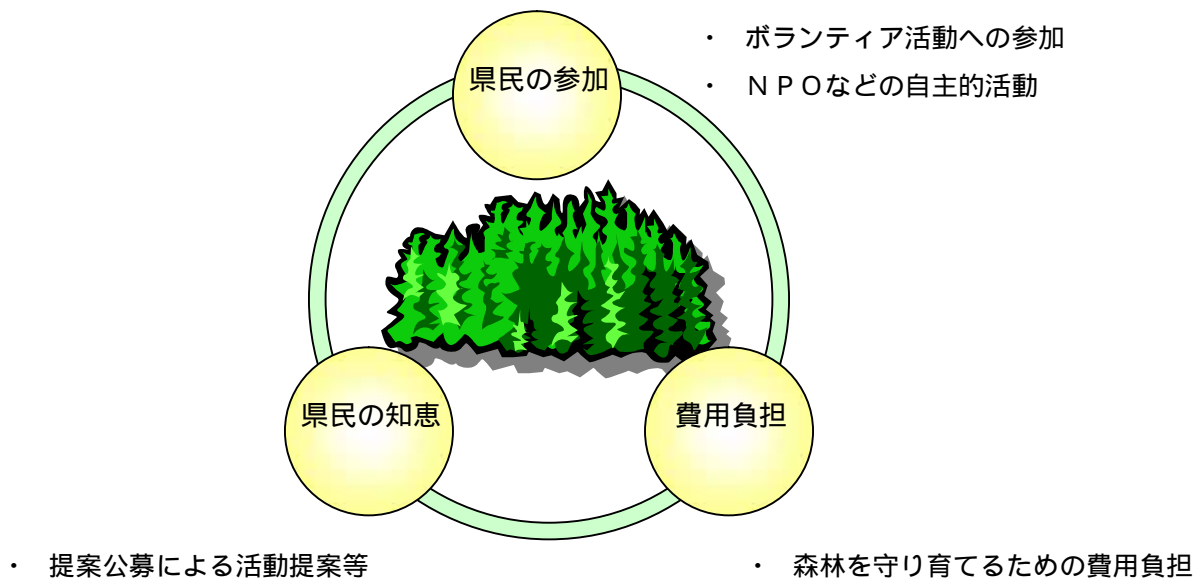 県民の参加
・ ボランティア活動への参加
・ ＮＰＯなどの自主的活動
県民の知恵
費用負担
・ 提案公募による活動提案等
・ 森林を守り育てるための費用負担